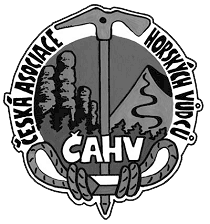 ČESKÁ ASOCIACE
HORSKÝCH VŮDCŮ
ČAHV